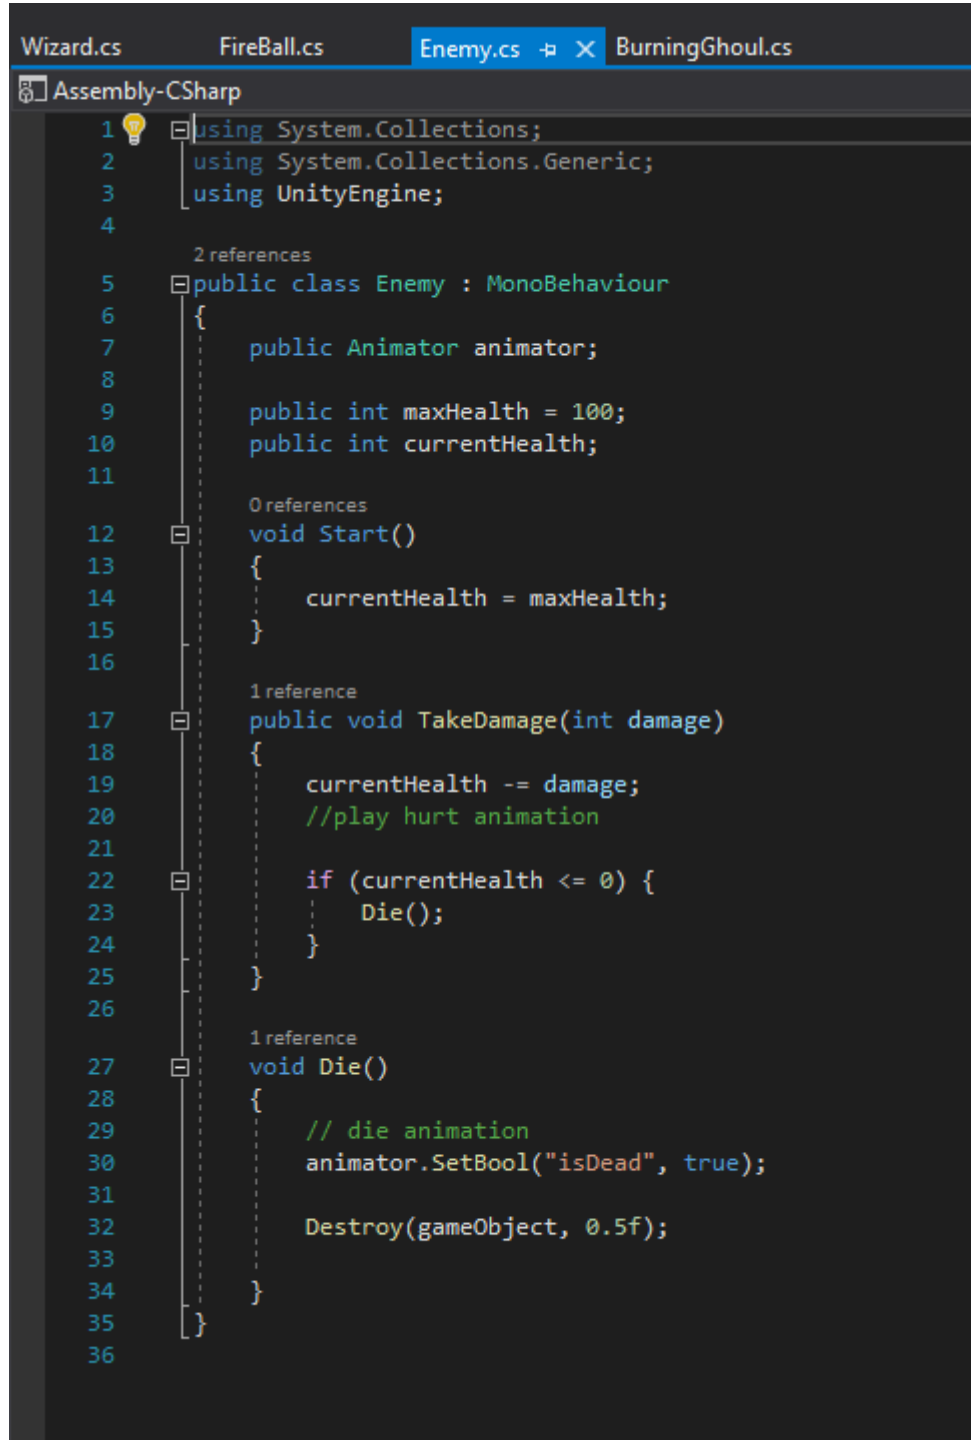 Wizard.cs FireBall.cs Enemy.cs BurningGhoul.cs
Assembly-CSharp
1 using System.Collections;
2 using System.Collections.Generic;
3 using UnityEngine;
4
2 references
5 public class Enemy : MonoBehaviour
6 {
7 public Animator animator;
8
9 public int maxHealth = 100;
10 public int currentHealth;
11
0 references
12 void Start()
13 {
14 currentHealth = maxHealth;
15 }
16
1 reference
17 public void TakeDamage(int damage)
18 {
19 currentHealth -= damage;
20 //play hurt animation
21
22 if (currentHealth <= 0) {
23 Die();
24 }
25 }
26
1 reference
27 void Die()
28 {
29 // die animation
30 animator.SetBool("isDead", true);
31
32 Destroy(gameObject, 0.5f);
33
34 }
35 }
36